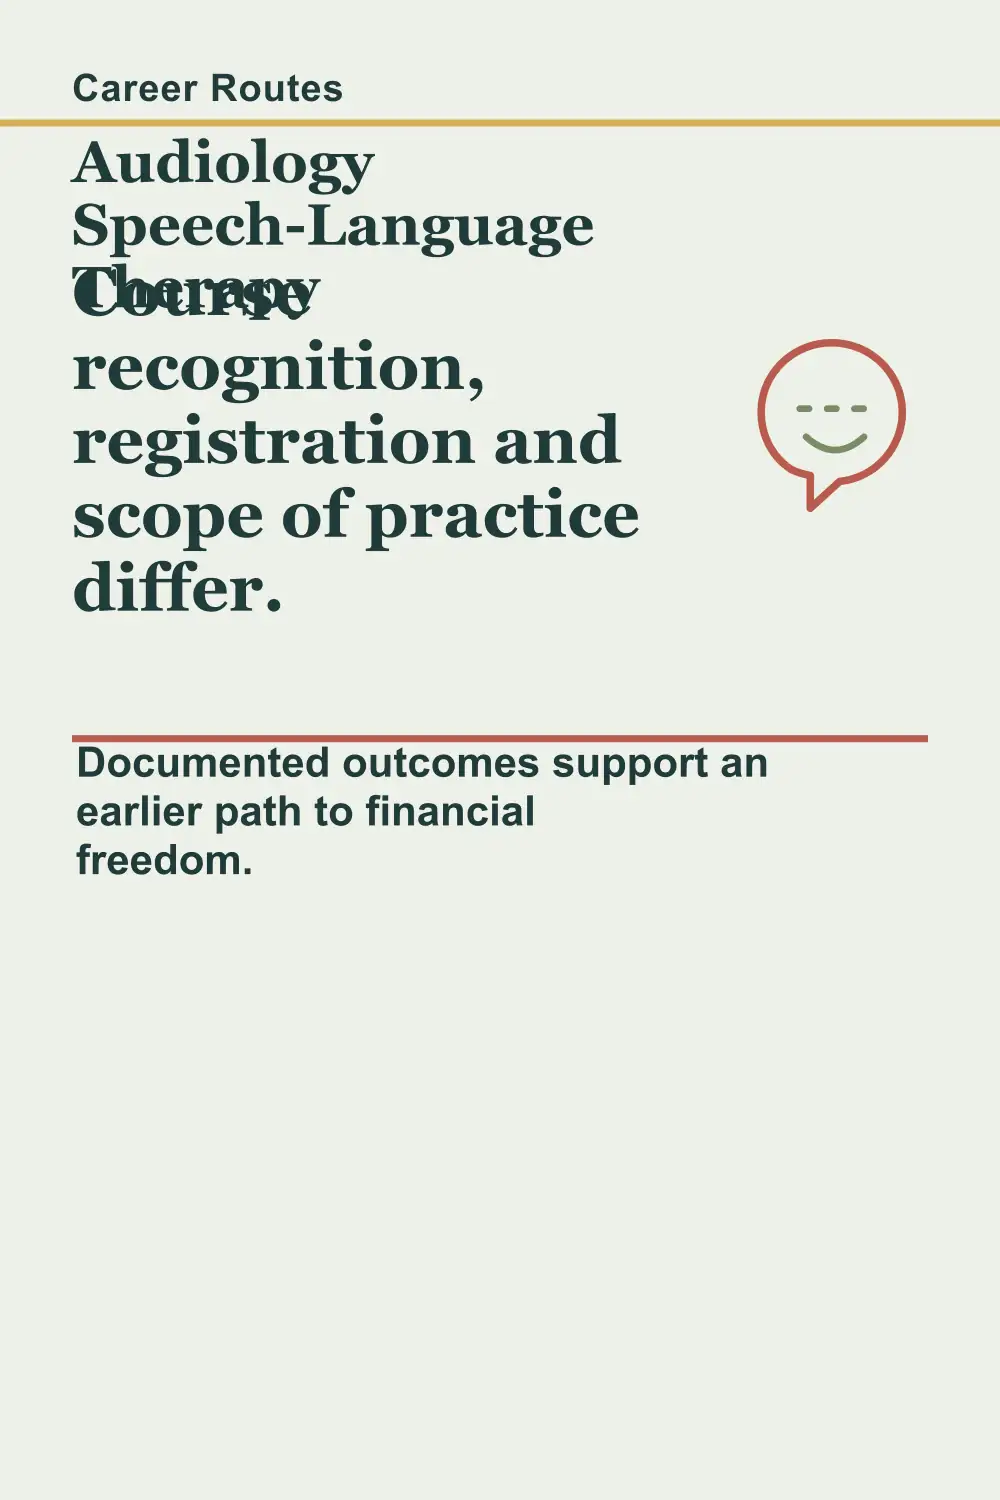 Career Routes
Audiology
Speech-Language
Therapy
Course
recognition,
registration and
scope of practice
differ.
Documented outcomes support an
earlier path to financial
freedom.